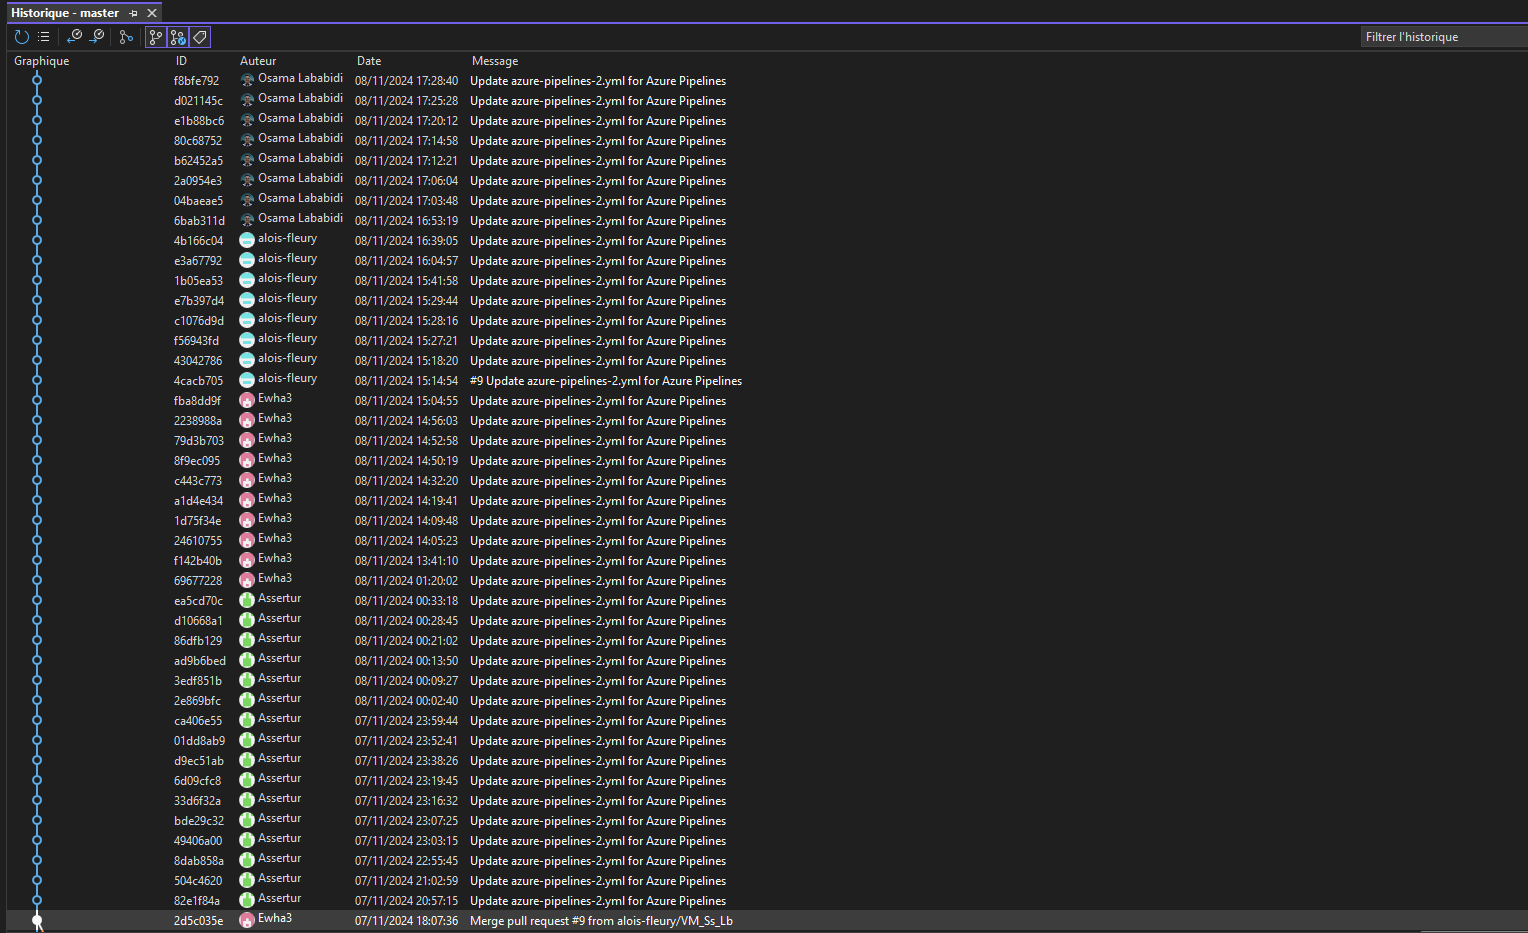 Historique - master
Filtrer l'historique
Graphique ID Auteur Date Message
f8bfe792 Osama Lababidi 08/11/2024 17:28:40 Update azure-pipelines-2.yml for Azure Pipelines
d021145c Osama Lababidi 08/11/2024 17:25:28 Update azure-pipelines-2.yml for Azure Pipelines
e1b88bc6 Osama Lababidi 08/11/2024 17:20:12 Update azure-pipelines-2.yml for Azure Pipelines
80c68752 Osama Lababidi 08/11/2024 17:14:58 Update azure-pipelines-2.yml for Azure Pipelines
b62452a5 Osama Lababidi 08/11/2024 17:12:21 Update azure-pipelines-2.yml for Azure Pipelines
2a0954e3 Osama Lababidi 08/11/2024 17:06:04 Update azure-pipelines-2.yml for Azure Pipelines
04baeae5 Osama Lababidi 08/11/2024 17:03:48 Update azure-pipelines-2.yml for Azure Pipelines
6bab311d Osama Lababidi 08/11/2024 16:53:19 Update azure-pipelines-2.yml for Azure Pipelines
4b166c04 alois-fleury 08/11/2024 16:39:05 Update azure-pipelines-2.yml for Azure Pipelines
e3a67792 alois-fleury 08/11/2024 16:04:57 Update azure-pipelines-2.yml for Azure Pipelines
1b05ea53 alois-fleury 08/11/2024 15:41:58 Update azure-pipelines-2.yml for Azure Pipelines
e7b397d4 alois-fleury 08/11/2024 15:29:44 Update azure-pipelines-2.yml for Azure Pipelines
c1076d9d alois-fleury 08/11/2024 15:28:16 Update azure-pipelines-2.yml for Azure Pipelines
f56943fd alois-fleury 08/11/2024 15:27:21 Update azure-pipelines-2.yml for Azure Pipelines
43042786 alois-fleury 08/11/2024 15:18:20 Update azure-pipelines-2.yml for Azure Pipelines
4cacb705 alois-fleury 08/11/2024 15:14:54 #9 Update azure-pipelines-2.yml for Azure Pipelines
fba8dd9f Ewha3 08/11/2024 15:04:55 Update azure-pipelines-2.yml for Azure Pipelines
2238988a Ewha3 08/11/2024 14:56:03 Update azure-pipelines-2.yml for Azure Pipelines
79d3b703 Ewha3 08/11/2024 14:52:58 Update azure-pipelines-2.yml for Azure Pipelines
8f9ec095 Ewha3 08/11/2024 14:50:19 Update azure-pipelines-2.yml for Azure Pipelines
c443c773 Ewha3 08/11/2024 14:32:20 Update azure-pipelines-2.yml for Azure Pipelines
a1d4e434 Ewha3 08/11/2024 14:19:41 Update azure-pipelines-2.yml for Azure Pipelines
1d75f34e Ewha3 08/11/2024 14:09:48 Update azure-pipelines-2.yml for Azure Pipelines
24610755 Ewha3 08/11/2024 14:05:23 Update azure-pipelines-2.yml for Azure Pipelines
f142b40b Ewha3 08/11/2024 13:41:10 Update azure-pipelines-2.yml for Azure Pipelines
69677228 Ewha3 08/11/2024 01:20:02 Update azure-pipelines-2.yml for Azure Pipelines
ea5cd70c Assertur 08/11/2024 00:33:18 Update azure-pipelines-2.yml for Azure Pipelines
d10668a1 Assertur 08/11/2024 00:28:45 Update azure-pipelines-2.yml for Azure Pipelines
86dfb129 Assertur 08/11/2024 00:21:02 Update azure-pipelines-2.yml for Azure Pipelines
ad9b6bed Assertur 08/11/2024 00:13:50 Update azure-pipelines-2.yml for Azure Pipelines
3edf851b Assertur 08/11/2024 00:09:27 Update azure-pipelines-2.yml for Azure Pipelines
2e869bfc Assertur 08/11/2024 00:02:40 Update azure-pipelines-2.yml for Azure Pipelines
ca406e55 Assertur 07/11/2024 23:59:44 Update azure-pipelines-2.yml for Azure Pipelines
01dd8ab9 Assertur 07/11/2024 23:52:41 Update azure-pipelines-2.yml for Azure Pipelines
d9ec51ab Assertur 07/11/2024 23:38:26 Update azure-pipelines-2.yml for Azure Pipelines
6d09cfc8 Assertur 07/11/2024 23:19:45 Update azure-pipelines-2.yml for Azure Pipelines
33d6f32a Assertur 07/11/2024 23:16:32 Update azure-pipelines-2.yml for Azure Pipelines
bde29c32 Assertur 07/11/2024 23:07:25 Update azure-pipelines-2.yml for Azure Pipelines
49406a00 Assertur 07/11/2024 23:03:15 Update azure-pipelines-2.yml for Azure Pipelines
8dab858a Assertur 07/11/2024 22:55:45 Update azure-pipelines-2.yml for Azure Pipelines
504c4620 Assertur 07/11/2024 21:02:59 Update azure-pipelines-2.yml for Azure Pipelines
82e1f84a Assertur 07/11/2024 20:57:15 Update azure-pipelines-2.yml for Azure Pipelines
2d5c035e Ewha3 07/11/2024 18:07:36 Merge pull request #9 from alois-fleury/VM_Ss_Lb